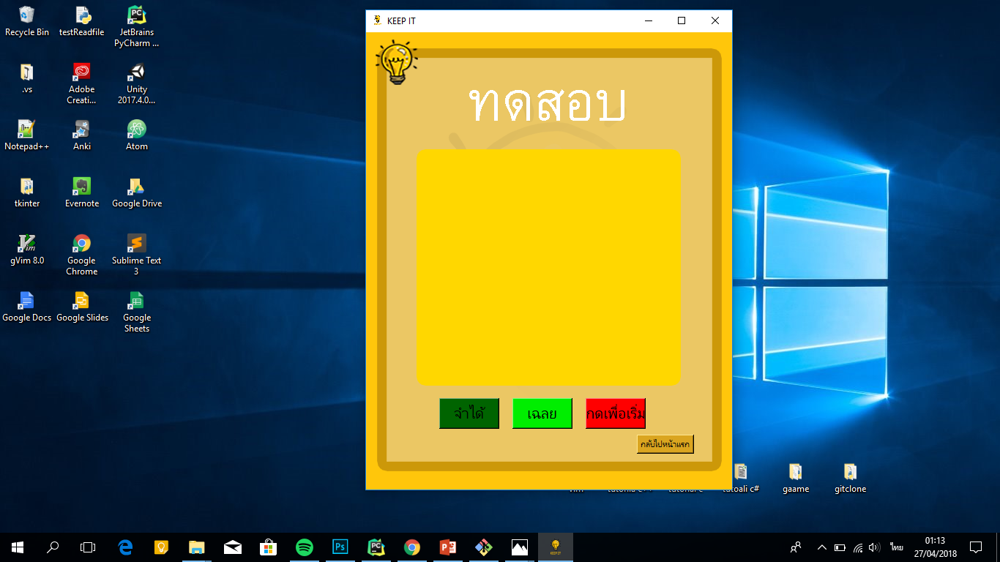 KEEP IT
ทดสอบ
จำได้
เฉลย
กดเพื่อเริ่ม
กลับไปหน้าแรก
Recycle Bin
testReadfile
JetBrains
PyCharm ...
.vs
Adobe
Creati...
Unity
2017.4.0...
Notepad++
Anki
Atom
tkinter
Evernote
Google Drive
gVim 8.0
Google
Chrome
Sublime Text
3
Google Docs
Google Slides
Google
Sheets
tutoali c#
gaame
gitclone
ไทย
01:13
27/04/2018